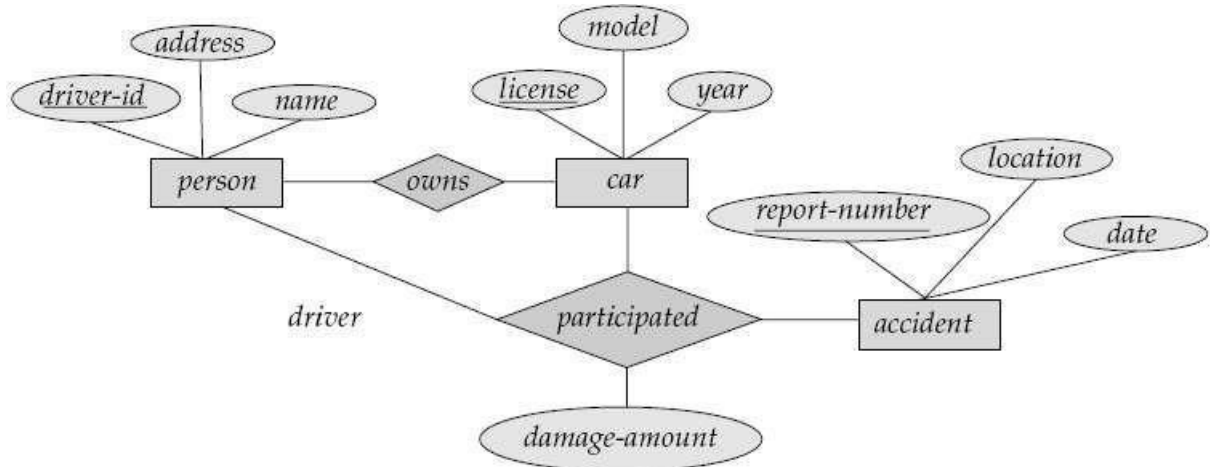 model
address
driver-id
name
license
year
location
person
owns
car
report-number
date
driver
participated
accident
damage-amount